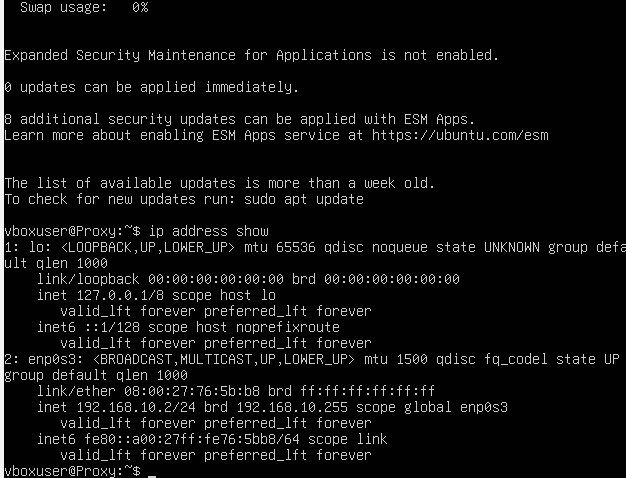 Swap usage:   0%
Expanded Security Maintenance for Applications is not enabled.
0 updates can be applied immediately.
8 additional security updates can be applied with ESM Apps.
Learn more about enabling ESM Apps service at https://ubuntu.com/esm
The list of available updates is more than a week old.
To check for new updates run: sudo apt update
vboxuser@Proxy:~$ ip address show
1: lo: <LOOPBACK,UP,LOWER_UP> mtu 65536 qdisc noqueue state UNKNOWN group defa
ult qlen 1000
    link/loopback 00:00:00:00:00:00 brd 00:00:00:00:00:00
    inet 127.0.0.1/8 scope host lo
       valid_lft forever preferred_lft forever
    inet6 ::1/128 scope host noprefixroute
       valid_lft forever preferred_lft forever
2: enp0s3: <BROADCAST,MULTICAST,UP,LOWER_UP> mtu 1500 qdisc fq_codel state UP
group default qlen 1000
    link/ether 08:00:27:76:5b:b8 brd ff:ff:ff:ff:ff:ff
    inet 192.168.10.2/24 brd 192.168.10.255 scope global enp0s3
       valid_lft forever preferred_lft forever
    inet6 fe80::a00:27ff:fe76:5bb8/64 scope link
       valid_lft forever preferred_lft forever
vboxuser@Proxy:~$ _